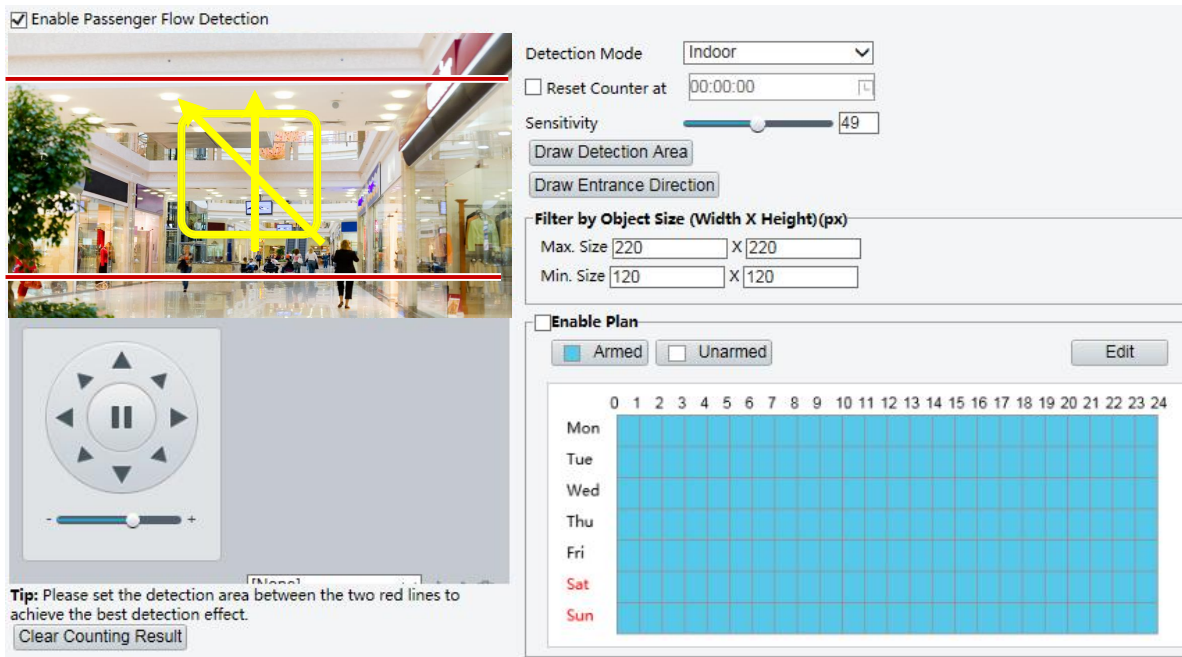 Enable Passenger Flow Detection
Detection Mode Indoor
Reset Counter at 00:00:00
Sensitivity 49
Draw Detection Area
Draw Entrance Direction
Filter by Object Size (Width X Height)(px)
Max. Size 220 X 220
Min. Size 120 X 120
Enable Plan
Armed Unarmed Edit
0 1 2 3 4 5 6 7 8 9 10 11 12 13 14 15 16 17 18 19 20 21 22 23 24
Mon
Tue
Wed
Thu
Fri
Sat
Sun
- +
[None]
Tip: Please set the detection area between the two red lines to
achieve the best detection effect.
Clear Counting Result